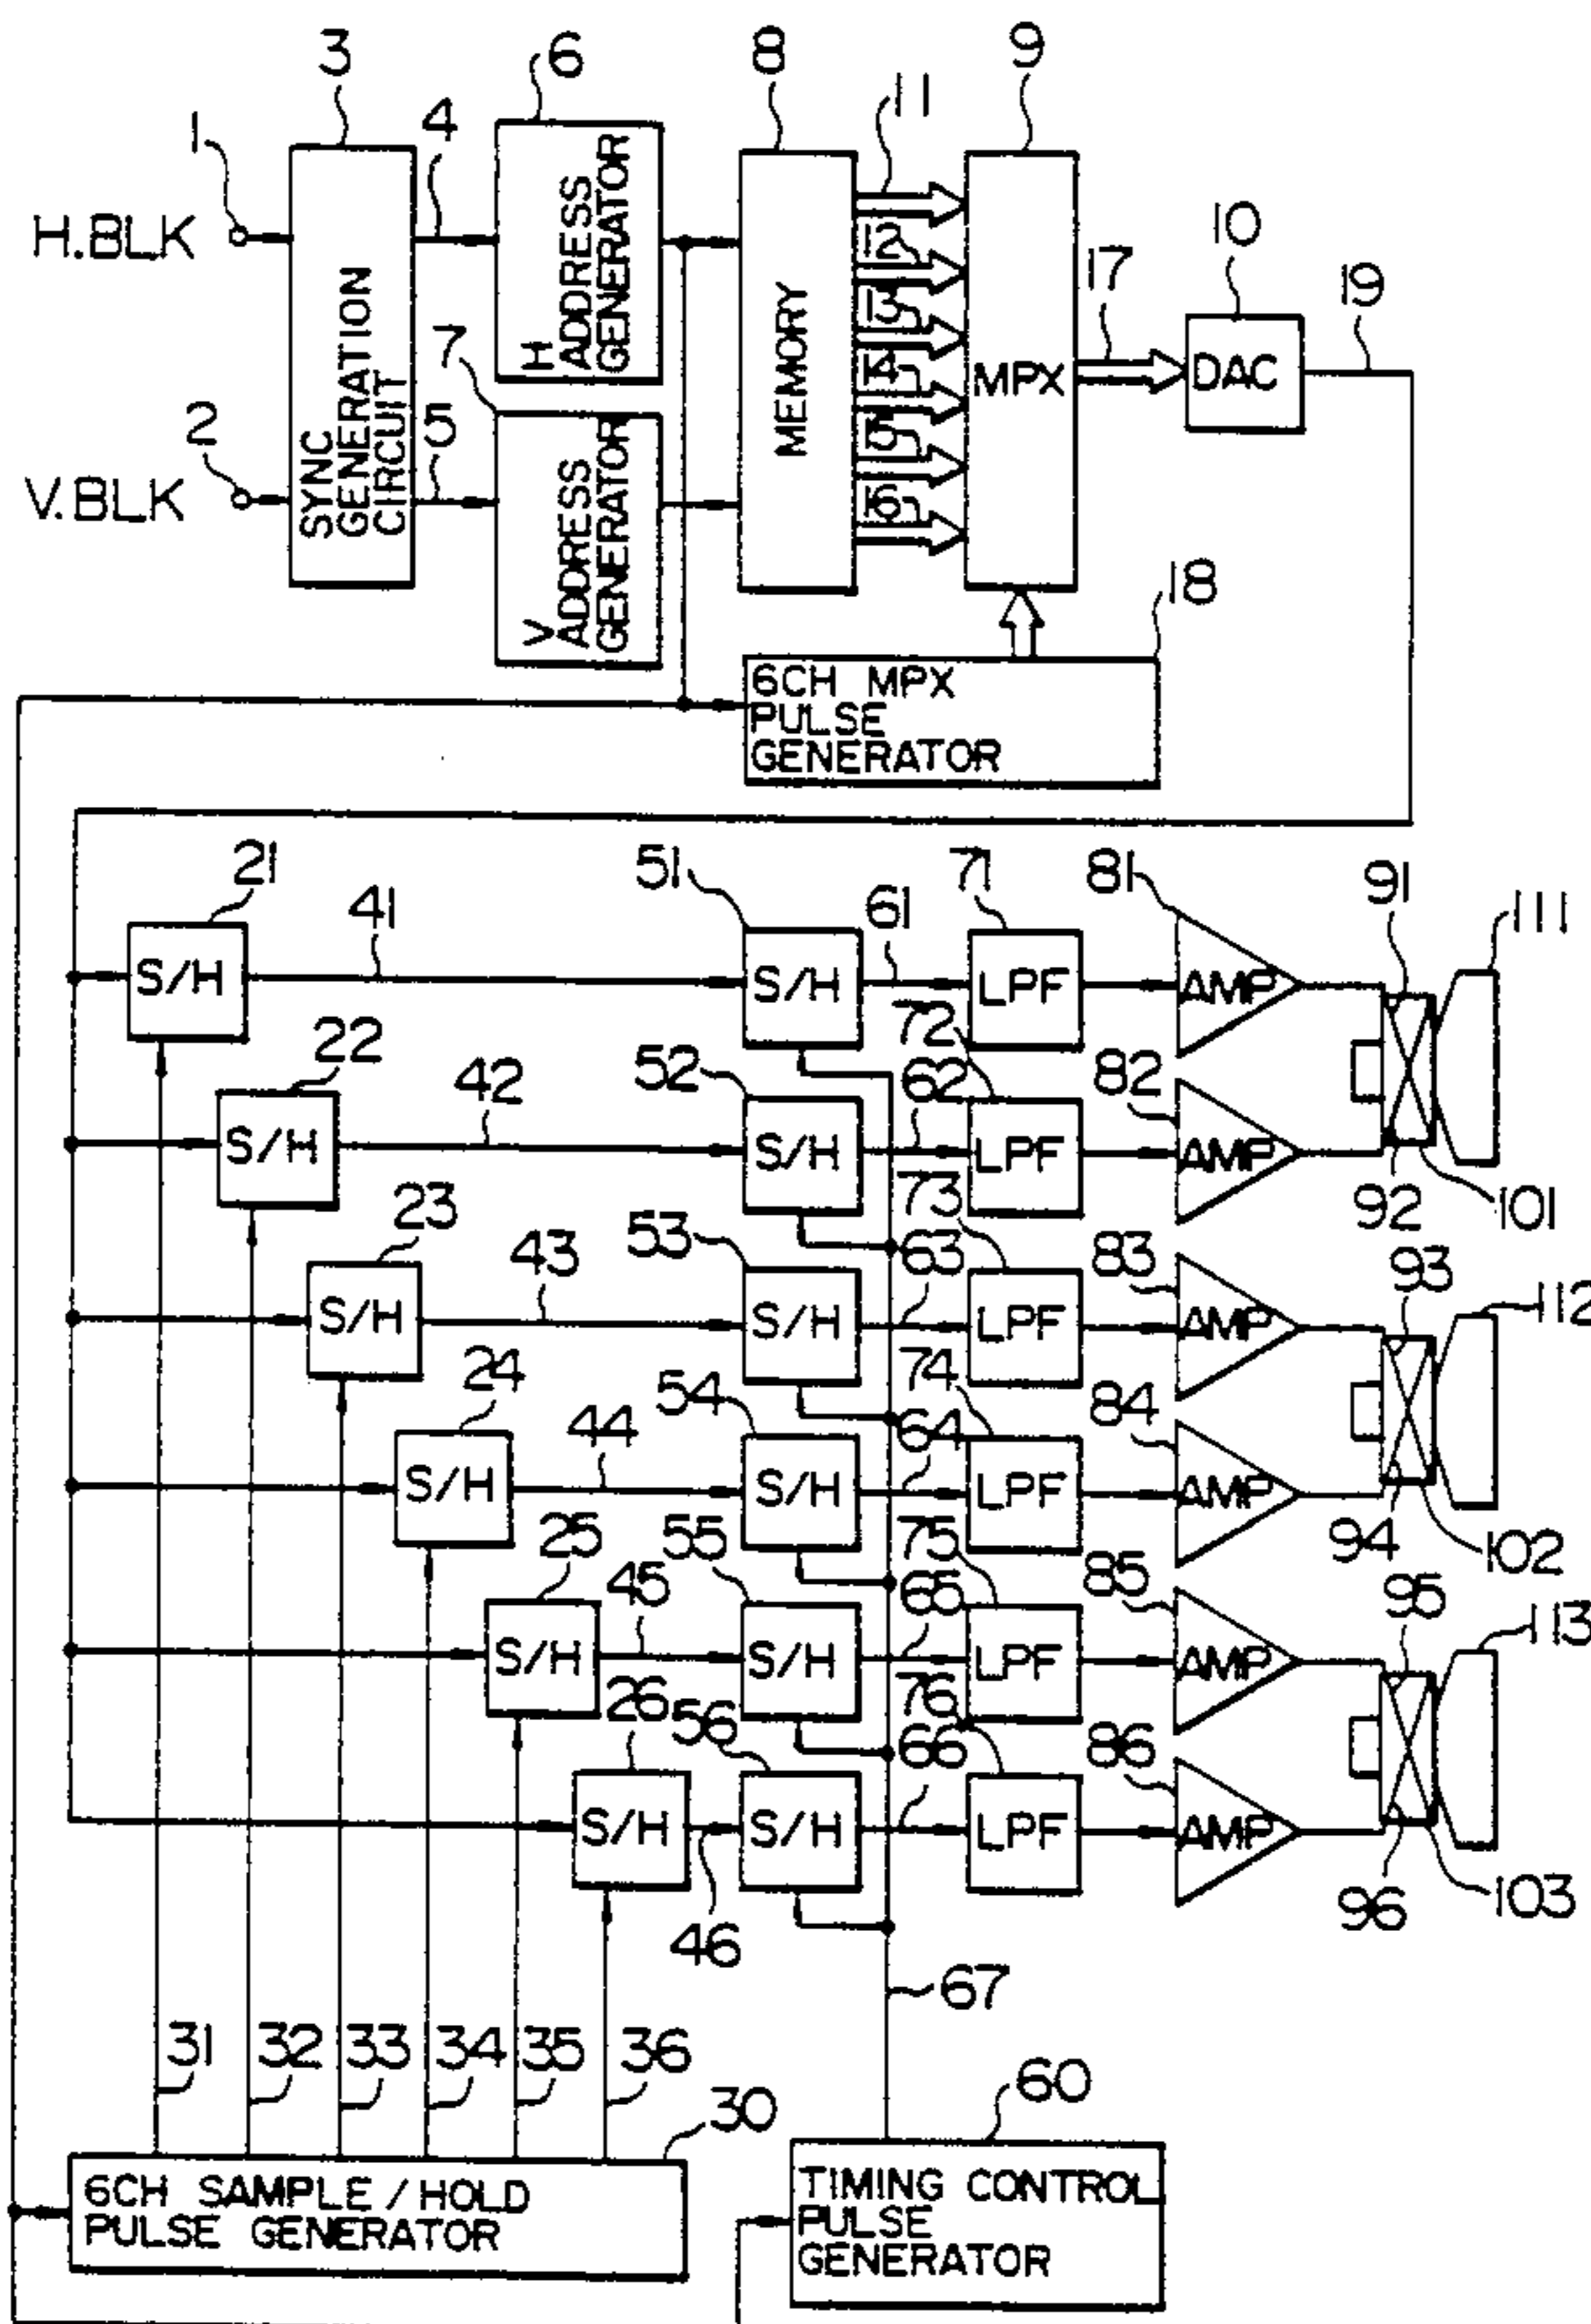 3
6
8
11
9
1
4
H.BLK
SYNC
GENERATION
CIRCUIT
H
ADDRESS
GENERATOR
MEMORY
12
13
14
15
16
MPX
17
10
DAC
19
7
2
5
V.BLK
V
ADDRESS
GENERATOR
18
6CH MPX
PULSE
GENERATOR
21
41
51
61
71
81
91
111
S/H
S/H
LPF
AMP
22
42
52
62
72
82
92
101
S/H
S/H
LPF
AMP
23
43
53
63
73
83
93
112
S/H
S/H
LPF
AMP
24
44
54
64
74
84
94
102
S/H
S/H
LPF
AMP
25
45
55
65
75
85
95
113
S/H
S/H
LPF
AMP
26
56
66
76
86
96
103
S/H
S/H
LPF
AMP
46
67
31
32
33
34
35
36
30
60
6CH SAMPLE / HOLD
PULSE GENERATOR
TIMING CONTROL
PULSE
GENERATOR